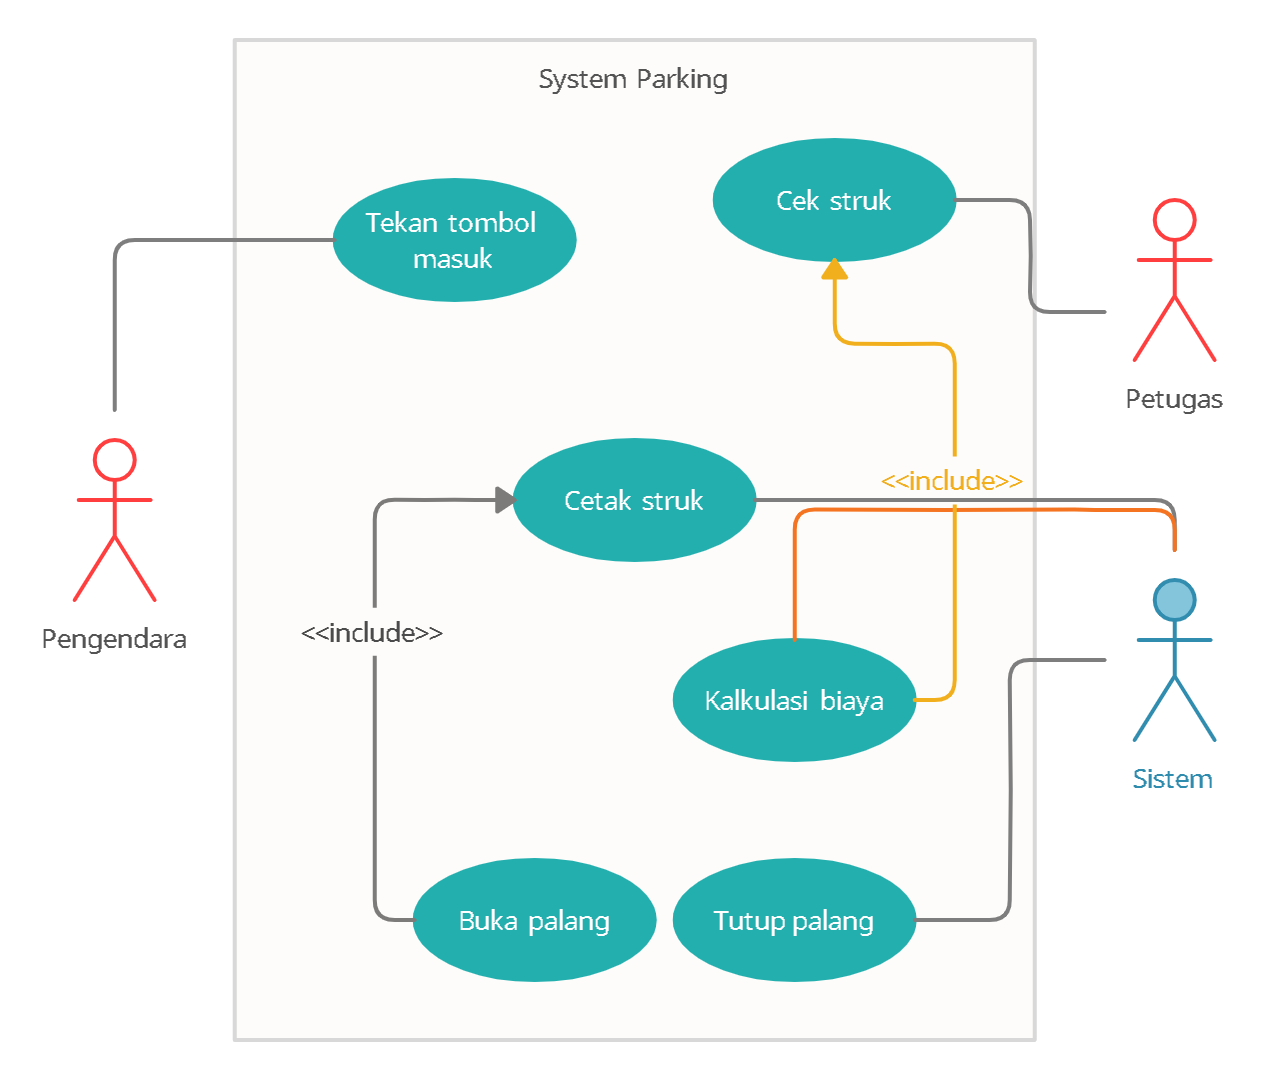 System Parking
Cek struk
Tekan tombol
masuk
Petugas
<<include>>
Cetak struk
Pengendara
<<include>>
Kalkulasi biaya
Sistem
Buka palang
Tutup palang